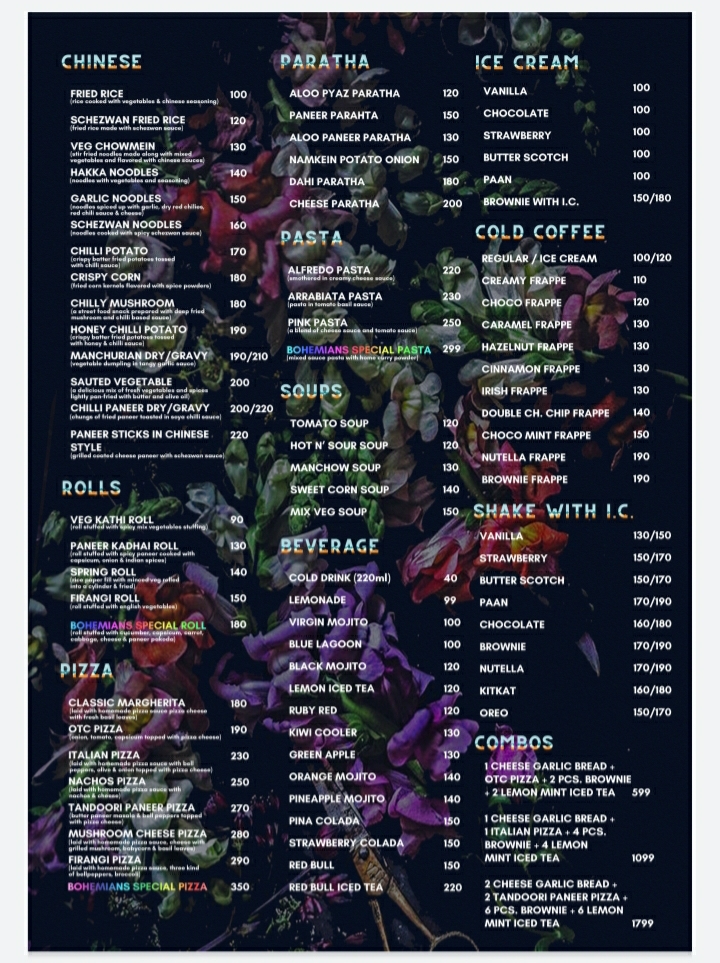 CHINESE
FRIED RICE 100
(rice cooked with vegetables & chinese seasoning)
SCHEZWAN FRIED RICE 120
(fried rice made with schezwan sauce)
VEG CHOWMEIN 130
(stir fried noodles made along with mixed
vegetables and flavored with chinese sauces)
HAKKA NOODLES 140
(noodles with vegetables and seasoning)
GARLIC NOODLES 150
(noodles spiced up with garlic, dry red chilies,
red chili sauce & cheese)
SCHEZWAN NOODLES 160
(noodles cooked with spicy schezwan sauce)
CHILLI POTATO 170
(crispy batter fried potatoes tossed
with chilli sauce)
CRISPY CORN 180
(fried corn kernels flavored with spice powders)
CHILLY MUSHROOM 180
(a street food snack prepared with deep fried
mushroom and chilli based sauce)
HONEY CHILLI POTATO 190
(crispy batter fried potatoes tossed
with honey & chilli sauce)
MANCHURIAN DRY/GRAVY 190/210
(vegetable dumpling in tangy garlic sauce)
SAUTED VEGETABLE 200
(a delicious mix of fresh vegetables and spices
lightly pan-fried with butter and olive oil)
CHILLI PANEER DRY/GRAVY 200/220
(chungs of fried paneer toasted in soya chilli sauce)
PANEER STICKS IN CHINESE 220
STYLE
(grilled coated cheese paneer with schezwan sauce)
ROLLS
VEG KATHI ROLL 90
(roll stuffed with spicy mix vegetables stuffing)
PANEER KADHAI ROLL 130
(roll stuffed with spicy paneer cooked with
capsicum, onion & indian spices)
SPRING ROLL 140
(rice paper fill with minced veg rolled
into a cylinder & fried)
FIRANGI ROLL 150
(roll stuffed with english vegetables)
BOHEMIANS SPECIAL ROLL 180
(roll stuffed with cucumber, capsicum, carrot,
cabbage, cheese & paneer pakoda)
PIZZA
CLASSIC MARGHERITA 180
(laid with homemade pizza sauce pizza cheese
with fresh basil leaves)
OTC PIZZA 190
(onion, tomato, capsicum topped with pizza cheese)
ITALIAN PIZZA 230
(laid with homemade pizza sauce with bell
peppers, olive & onion topped with pizza cheese)
NACHOS PIZZA 250
(laid with homemade pizza sauce with
nachos & cheese)
TANDOORI PANEER PIZZA 270
(butter paneer masala & bell peppers topped
with pizza cheese)
MUSHROOM CHEESE PIZZA 280
(laid with homemade pizza sauce, cheese with
grilled mushroom, babycorn & basil leaves)
FIRANGI PIZZA 290
(laid with homemade pizza sauce, three kind
of bellpeppers, broccoli)
BOHEMIANS SPECIAL PIZZA 350
PARATHA
ALOO PYAZ PARATHA 120
PANEER PARAHTA 150
ALOO PANEER PARATHA 130
NAMKEIN POTATO ONION 150
DAHI PARATHA 180
CHEESE PARATHA 200
PASTA
ALFREDO PASTA 220
(smothered in creamy cheese sauce)
ARRABIATA PASTA 230
(pasta in tomato basil sauce)
PINK PASTA 250
(a blend of cheese sauce and tomato sauce)
BOHEMIANS SPECIAL PASTA 299
(mixed sauce pasta with home curry powder)
SOUPS
TOMATO SOUP 120
HOT N' SOUR SOUP 120
MANCHOW SOUP 130
SWEET CORN SOUP 140
MIX VEG SOUP 150
BEVERAGE
COLD DRINK (220ml) 40
LEMONADE 99
VIRGIN MOJITO 100
BLUE LAGOON 100
BLACK MOJITO 120
LEMON ICED TEA 120
RUBY RED 120
KIWI COOLER 130
GREEN APPLE 130
ORANGE MOJITO 140
PINEAPPLE MOJITO 140
PINA COLADA 150
STRAWBERRY COLADA 150
RED BULL 150
RED BULL ICED TEA 220
ICE CREAM
VANILLA 100
CHOCOLATE 100
STRAWBERRY 100
BUTTER SCOTCH 100
PAAN 100
BROWNIE WITH I.C. 150/180
COLD COFFEE
REGULAR / ICE CREAM 100/120
CREAMY FRAPPE 110
CHOCO FRAPPE 120
CARAMEL FRAPPE 130
HAZELNUT FRAPPE 130
CINNAMON FRAPPE 130
IRISH FRAPPE 130
DOUBLE CH. CHIP FRAPPE 140
CHOCO MINT FRAPPE 150
NUTELLA FRAPPE 190
BROWNIE FRAPPE 190
SHAKE WITH I.C.
VANILLA 130/150
STRAWBERRY 150/170
BUTTER SCOTCH 150/170
PAAN 170/190
CHOCOLATE 160/180
BROWNIE 170/190
NUTELLA 170/190
KITKAT 160/180
OREO 150/170
COMBOS
1 CHEESE GARLIC BREAD +
OTC PIZZA + 2 PCS. BROWNIE
+ 2 LEMON MINT ICED TEA 599
1 CHEESE GARLIC BREAD +
1 ITALIAN PIZZA + 4 PCS.
BROWNIE + 4 LEMON
MINT ICED TEA 1099
2 CHEESE GARLIC BREAD +
2 TANDOORI PANEER PIZZA +
6 PCS. BROWNIE + 6 LEMON
MINT ICED TEA 1799